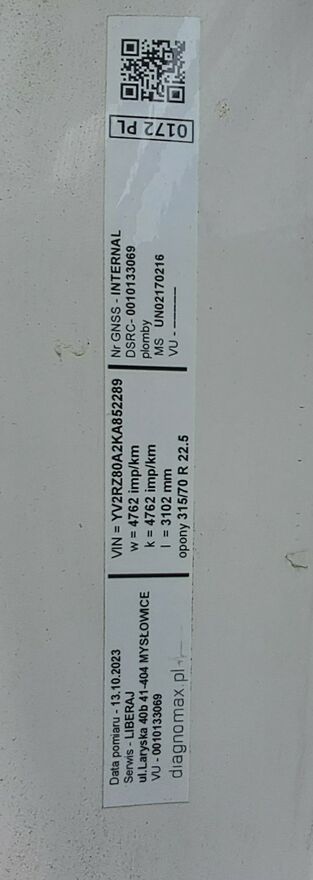 Data pomiaru - 13.10.2023
Serwis - LIBERAJ
ul.Laryska 40b 41-404 MYSŁOWICE
VU - 0010133069
diagnomax.pl
VIN = YV2RZ80A2KA852289
w = 4762 imp/km
k = 4762 imp/km
l = 3102 mm
opony 315/70 R 22.5
Nr GNSS - INTERNAL
DSRC- 0010133069
plomby
MS UN02170216
VU - ______
0172 PL